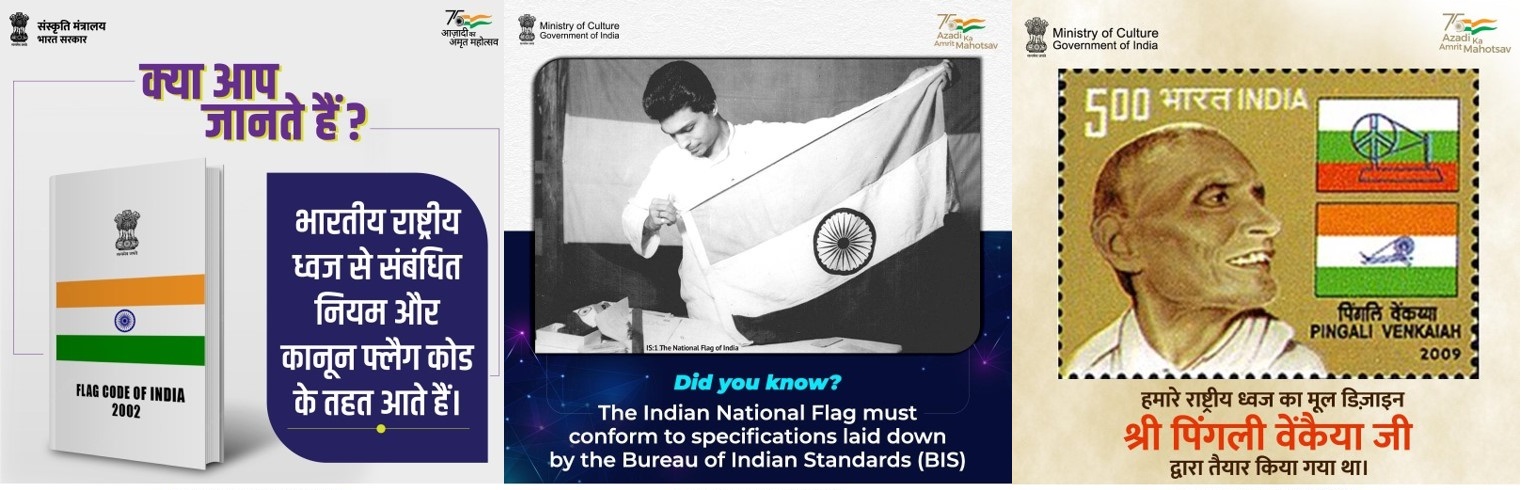 संस्कृति मंत्रालय
भारत सरकार
75
आज़ादी का
अमृत महोत्सव
क्या आप
जानते हैं ?
FLAG CODE OF INDIA
2002
भारतीय राष्ट्रीय
ध्वज से संबंधित
नियम और
कानून फ्लैग कोड
के तहत आते हैं।
Ministry of Culture
Government of India
75
Azadi Ka
Amrit Mahotsav
IS:1 The National Flag of India
Did you know?
The Indian National Flag must
conform to specifications laid down
by the Bureau of Indian Standards (BIS)
Ministry of Culture
Government of India
75
Azadi Ka
Amrit Mahotsav
500 भारत INDIA
पिंगलि वेंकय्या
PINGALI VENKAIAH
2009
हमारे राष्ट्रीय ध्वज का मूल डिज़ाइन
श्री पिंगली वेंकैया जी
द्वारा तैयार किया गया था।